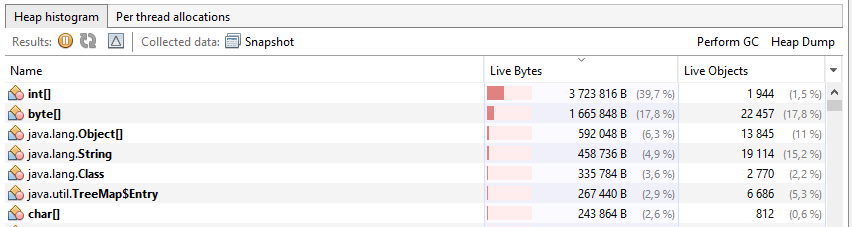 Heap histogram Per thread allocations
Results: Collected data: Snapshot Perform GC Heap Dump
Name Live Bytes Live Objects
int[] 3 723 816 B (39,7 %) 1 944 (1,5 %)
byte[] 1 665 848 B (17,8 %) 22 457 (17,8 %)
java.lang.Object[] 592 048 B (6,3 %) 13 845 (11 %)
java.lang.String 458 736 B (4,9 %) 19 114 (15,2 %)
java.lang.Class 335 784 B (3,6 %) 2 770 (2,2 %)
java.util.TreeMap$Entry 267 440 B (2,9 %) 6 686 (5,3 %)
char[] 243 864 B (2,6 %) 812 (0,6 %)